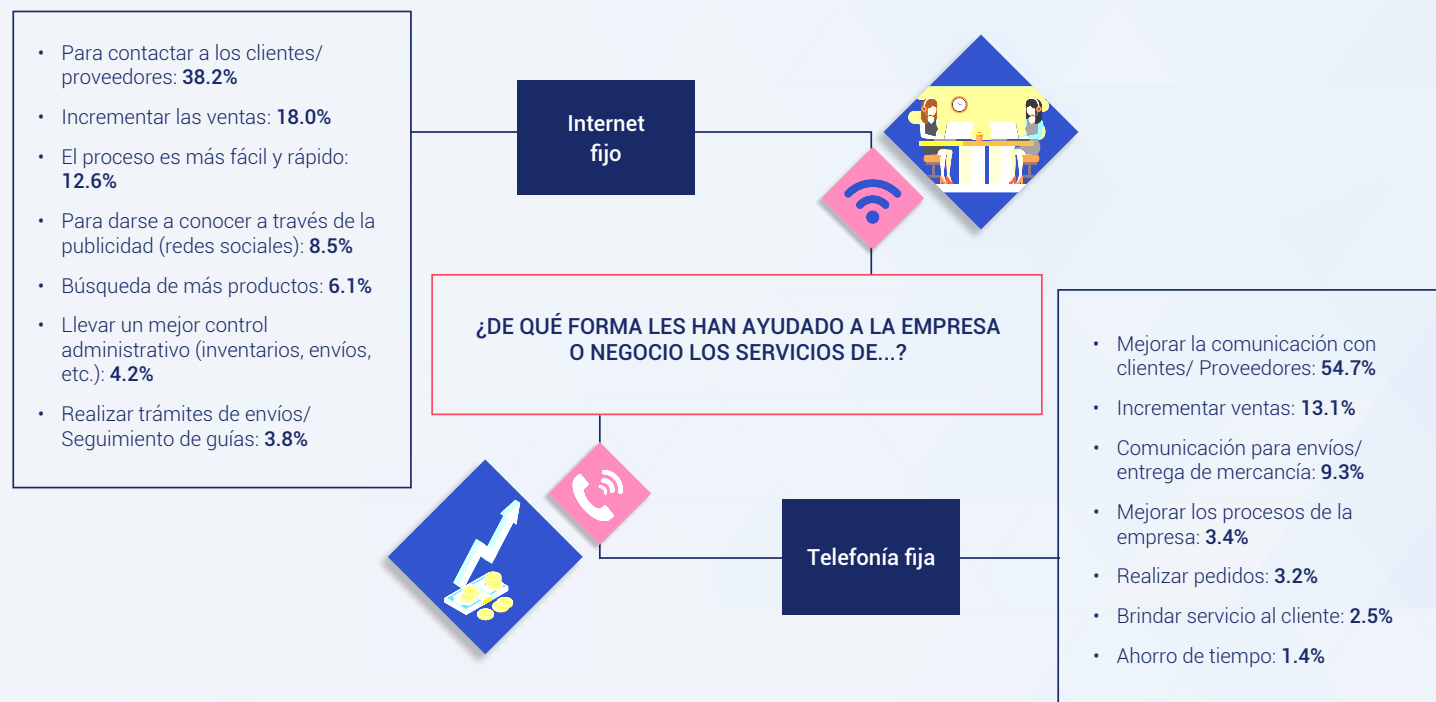 • Para contactar a los clientes/
proveedores: 38.2%
• Incrementar las ventas: 18.0%
• El proceso es más fácil y rápido:
12.6%
• Para darse a conocer a través de la
publicidad (redes sociales): 8.5%
• Búsqueda de más productos: 6.1%
• Llevar un mejor control
administrativo (inventarios, envíos,
etc.): 4.2%
• Realizar trámites de envíos/
Seguimiento de guías: 3.8%
Internet
fijo
¿DE QUÉ FORMA LES HAN AYUDADO A LA EMPRESA
O NEGOCIO LOS SERVICIOS DE...?
Telefonía fija
• Mejorar la comunicación con
clientes/ Proveedores: 54.7%
• Incrementar ventas: 13.1%
• Comunicación para envíos/
entrega de mercancía: 9.3%
• Mejorar los procesos de la
empresa: 3.4%
• Realizar pedidos: 3.2%
• Brindar servicio al cliente: 2.5%
• Ahorro de tiempo: 1.4%